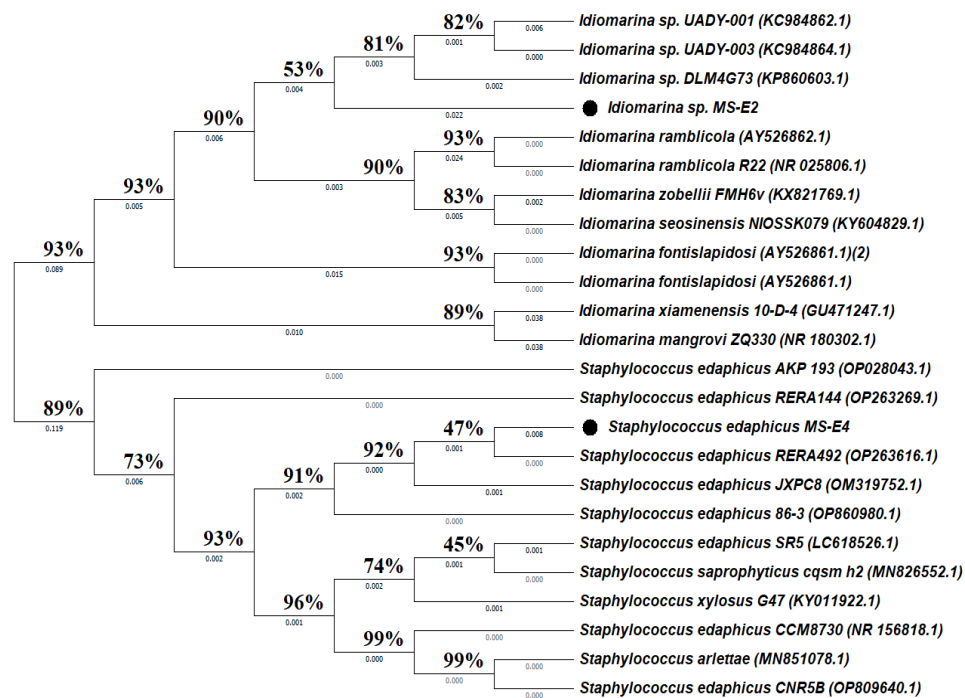 82%
0.006
Idiomarina sp. UADY-001 (KC984862.1)
81%
0.001
0.000
Idiomarina sp. UADY-003 (KC984864.1)
53%
0.003
0.002
Idiomarina sp. DLM4G73 (KP860603.1)
0.004
90%
0.022
Idiomarina sp. MS-E2
0.006
93%
0.000
Idiomarina ramblicola (AY526862.1)
90%
0.024
0.000
Idiomarina ramblicola R22 (NR 025806.1)
93%
0.003
83%
0.002
Idiomarina zobellii FMH6v (KX821769.1)
0.005
0.005
0.000
Idiomarina seosinensis NIOSSK079 (KY604829.1)
93%
93%
0.000
Idiomarina fontislapidosi (AY526861.1)(2)
0.089
0.015
0.000
Idiomarina fontislapidosi (AY526861.1)
89%
0.038
Idiomarina xiamenensis 10-D-4 (GU471247.1)
0.010
0.038
Idiomarina mangrovi ZQ330 (NR 180302.1)
0.000
Staphylococcus edaphicus AKP 193 (OP028043.1)
89%
0.000
Staphylococcus edaphicus RERA144 (OP263269.1)
0.119
47%
0.008
Staphylococcus edaphicus MS-E4
73%
92%
0.001
0.000
Staphylococcus edaphicus RERA492 (OP263616.1)
0.006
91%
0.000
0.001
Staphylococcus edaphicus JXPC8 (OM319752.1)
0.002
0.000
Staphylococcus edaphicus 86-3 (OP860980.1)
93%
45%
0.001
Staphylococcus edaphicus SR5 (LC618526.1)
0.002
74%
0.001
0.000
Staphylococcus saprophyticus cqsm h2 (MN826552.1)
96%
0.002
0.001
Staphylococcus xylosus G47 (KY011922.1)
0.001
99%
0.000
Staphylococcus edaphicus CCM8730 (NR 156818.1)
0.000
99%
0.000
Staphylococcus arlettae (MN851078.1)
0.000
0.000
Staphylococcus edaphicus CNR5B (OP809640.1)